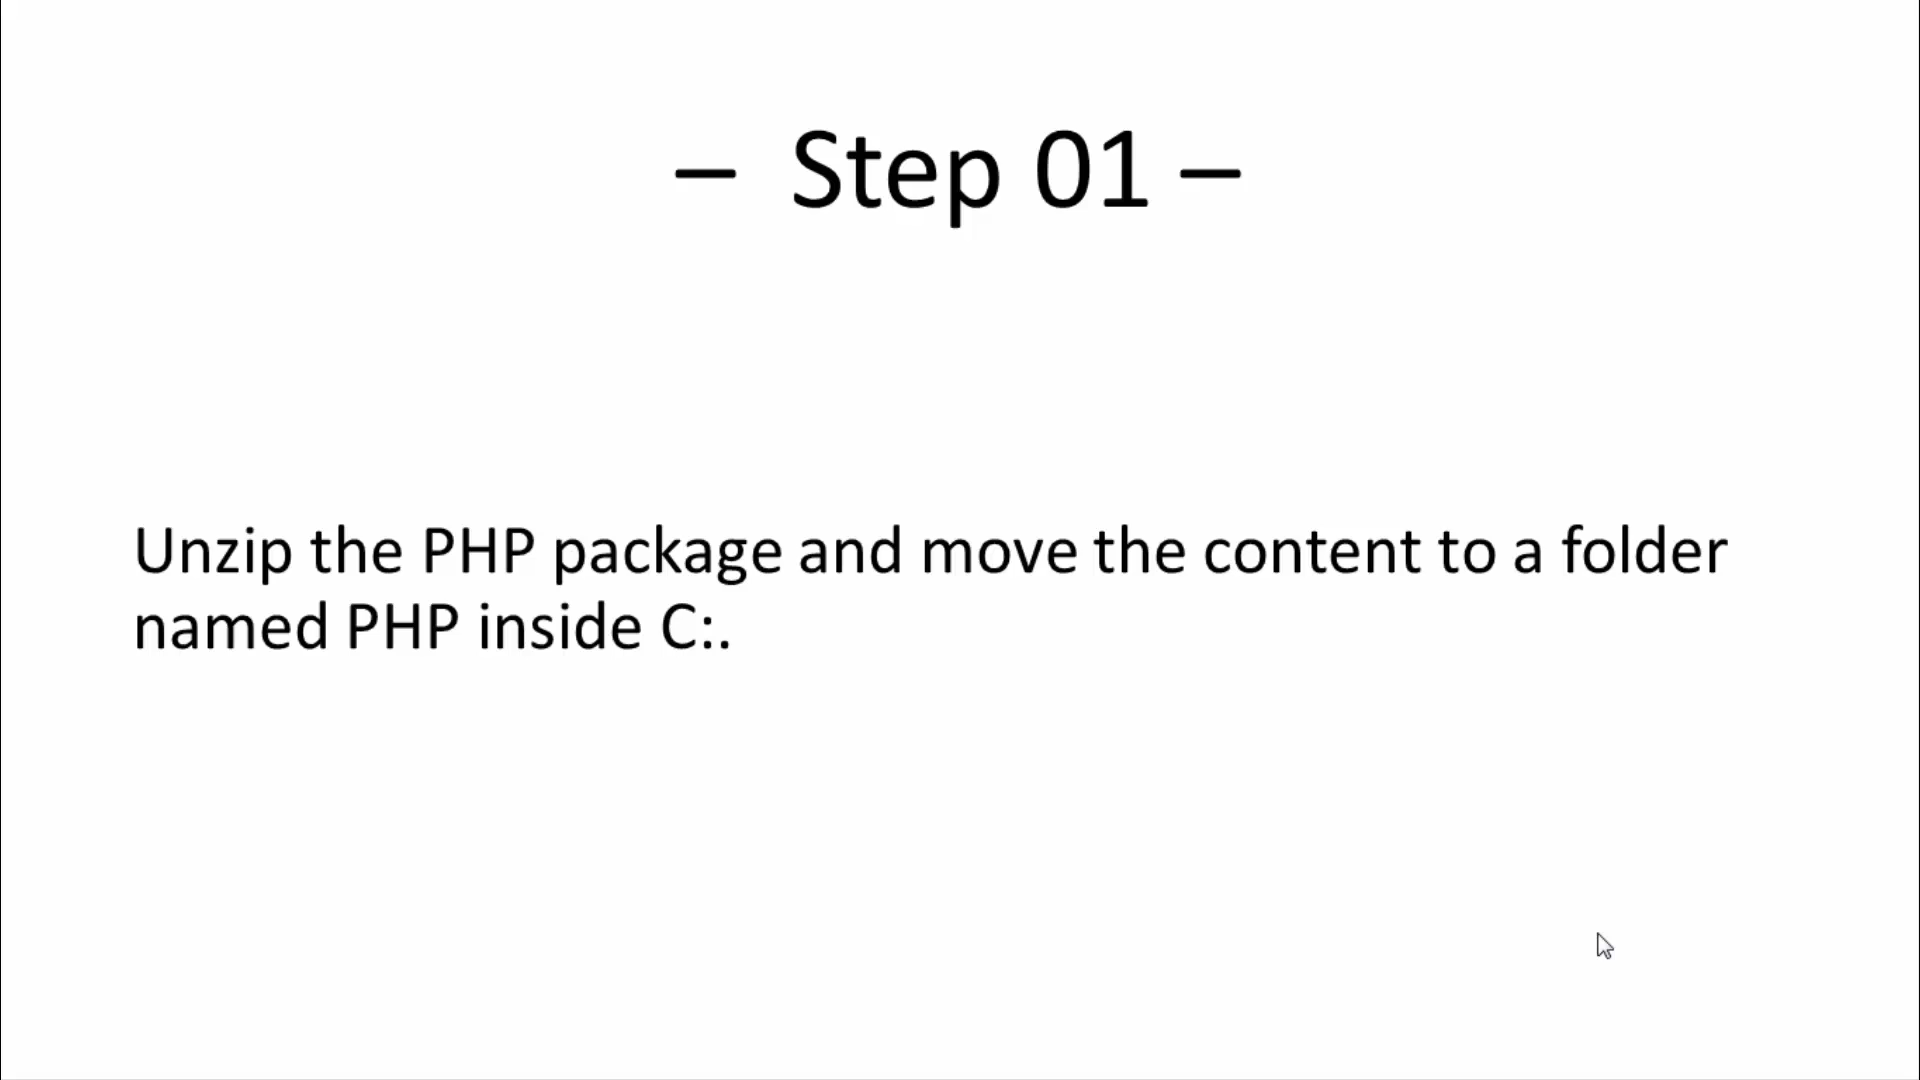 – Step 01 –
Unzip the PHP package and move the content to a folder
named PHP inside C:.